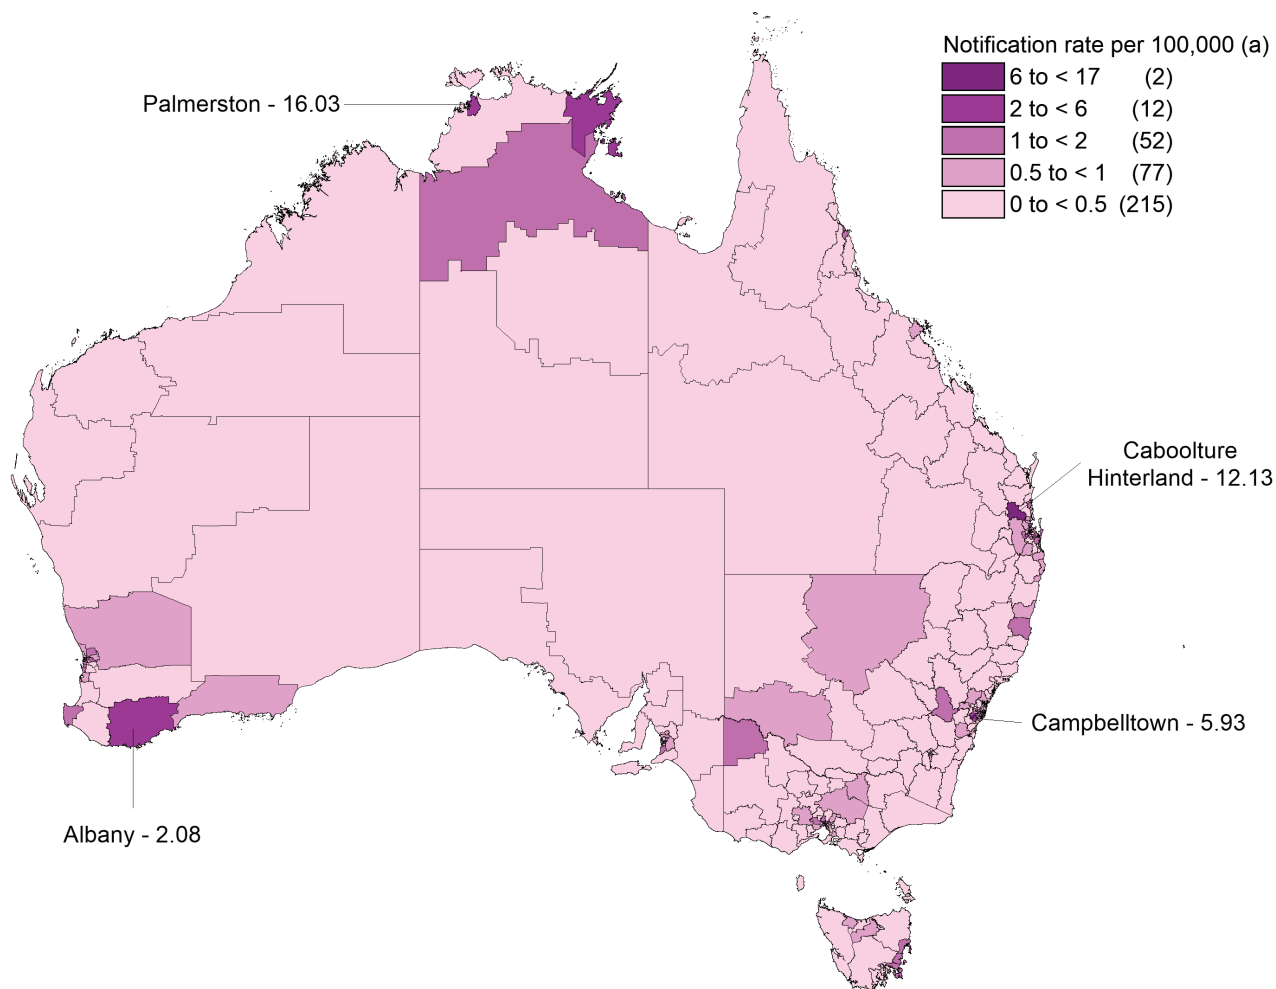 Notification rate per 100,000 (a)
6 to < 17 (2)
2 to < 6 (12)
1 to < 2 (52)
0.5 to < 1 (77)
0 to < 0.5 (215)
Palmerston - 16.03
Caboolture
Hinterland - 12.13
Campbelltown - 5.93
Albany - 2.08